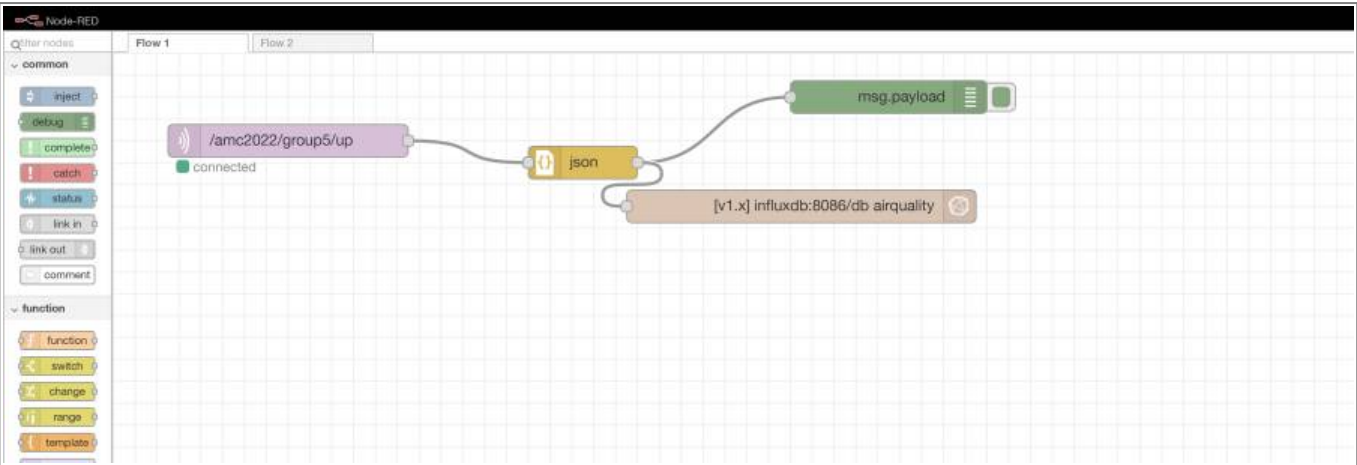 Node-RED
filter nodes
Flow 1
Flow 2
common
inject
debug
complete
catch
status
link in
link out
comment
function
function
switch
change
range
template
/amc2022/group5/up
connected
json
msg.payload
[v1.x] influxdb:8086/db airquality